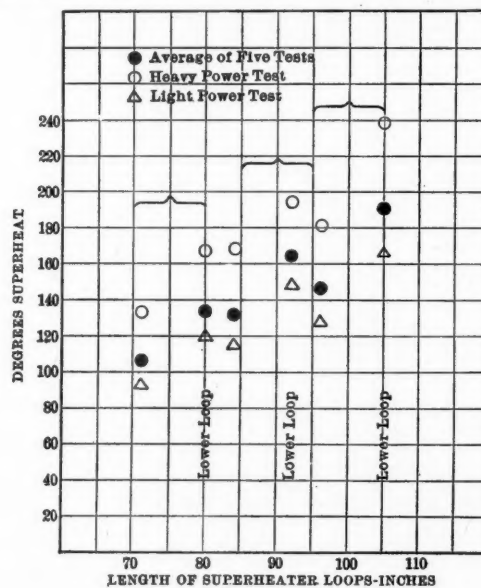 Average of Five Tests
Heavy Power Test
Light Power Test
DEGREES SUPERHEAT
240
220
200
180
160
140
120
100
80
60
40
20
Lower Loop
Lower Loop
Lower Loop
70 80 90 100 110
LENGTH OF SUPERHEATER LOOPS-INCHES